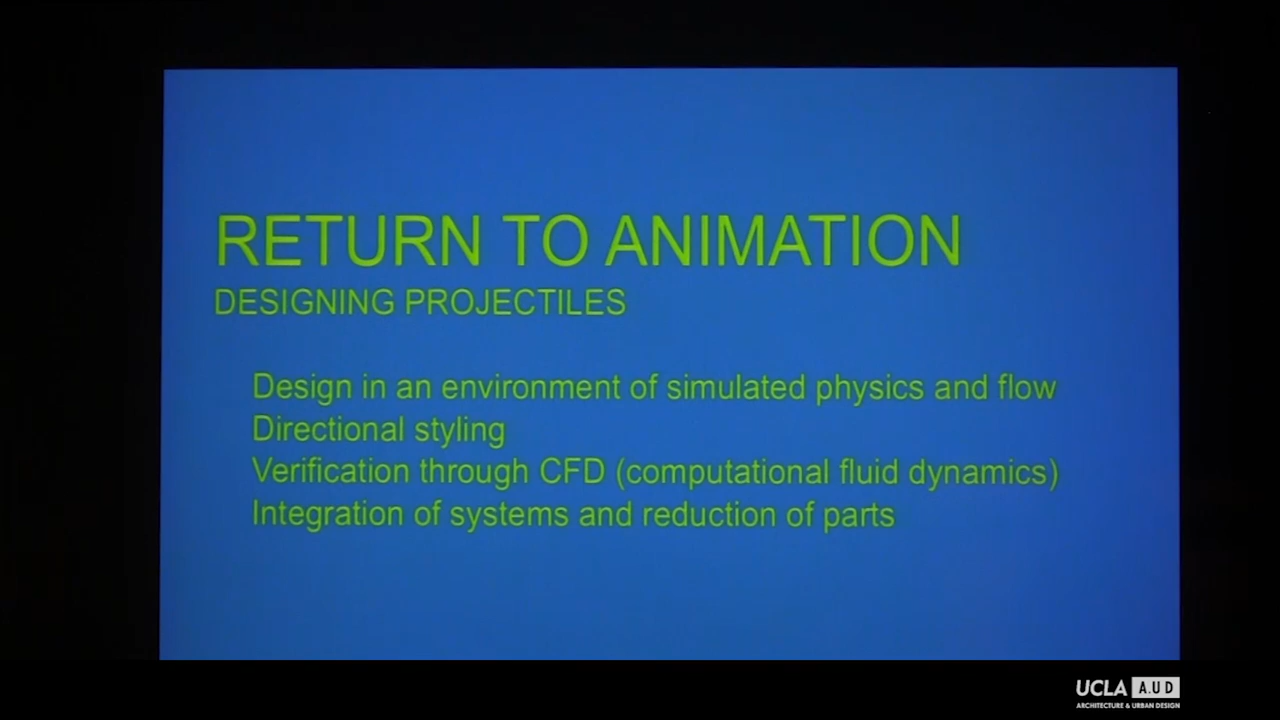 RETURN TO ANIMATION
DESIGNING PROJECTILES
Design in an environment of simulated physics and flow
Directional styling
Verification through CFD (computational fluid dynamics)
Integration of systems and reduction of parts
UCLA A.UD
ARCHITECTURE & URBAN DESIGN